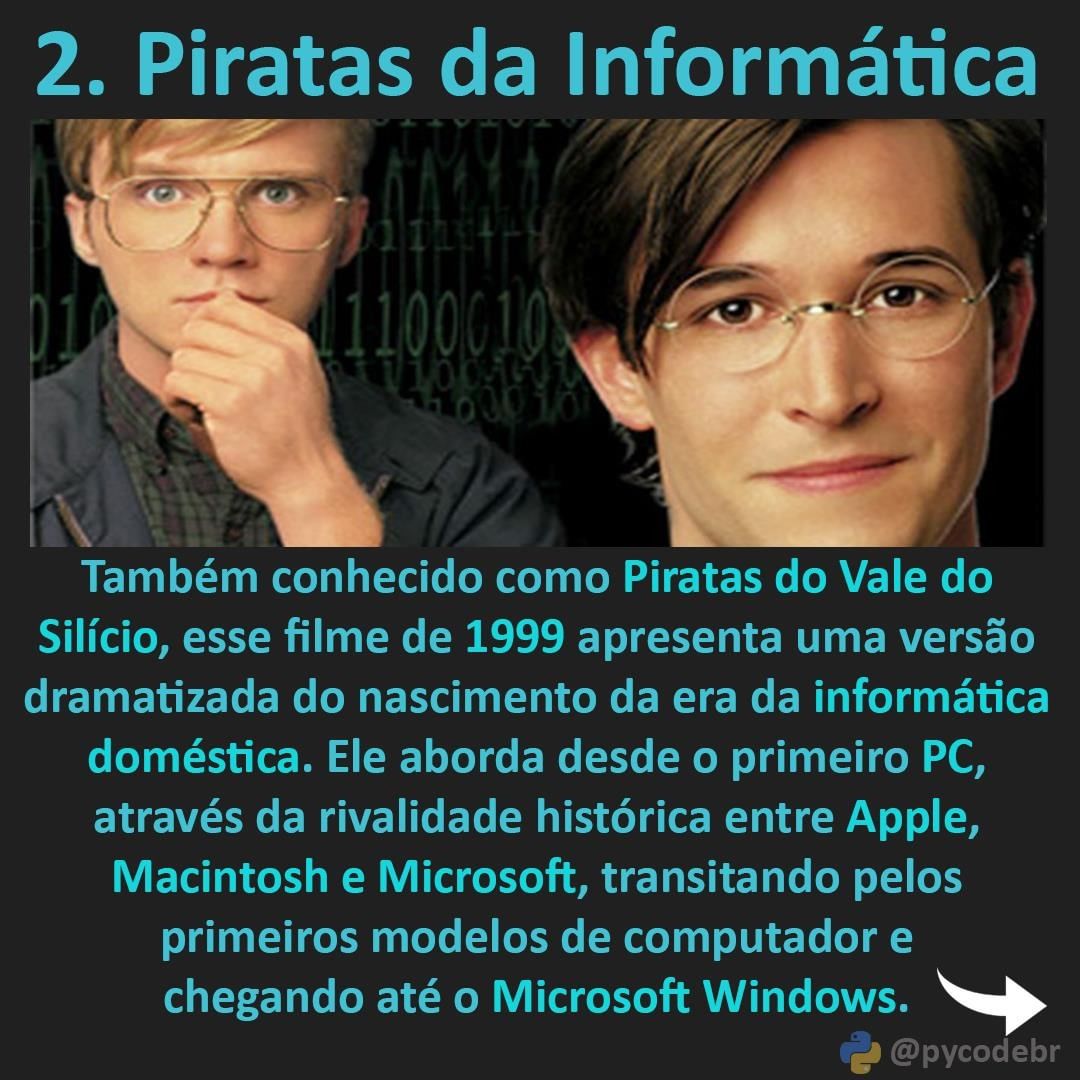 2. Piratas da Informática
Também conhecido como Piratas do Vale do
Silício, esse filme de 1999 apresenta uma versão
dramatizada do nascimento da era da informática
doméstica. Ele aborda desde o primeiro PC,
através da rivalidade histórica entre Apple,
Macintosh e Microsoft, transitando pelos
primeiros modelos de computador e
chegando até o Microsoft Windows.
@pycodebr